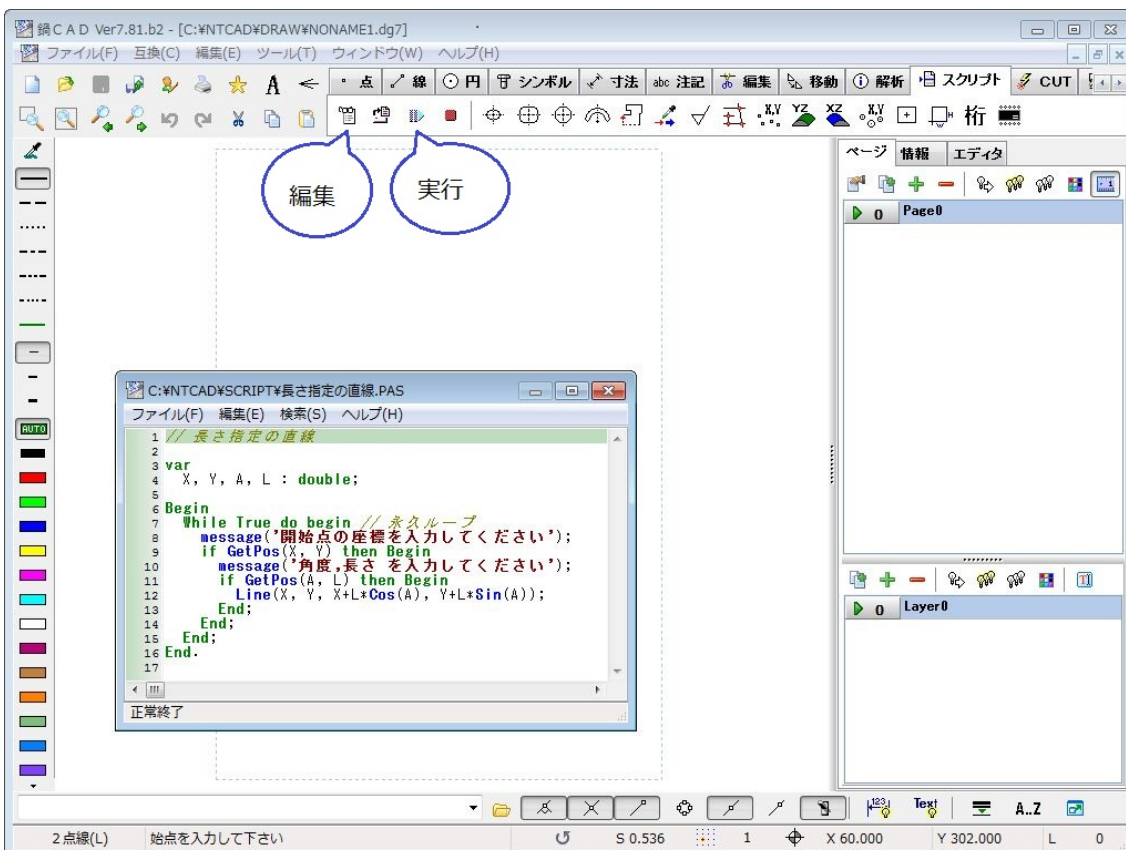 鍋CAD Ver7.81.b2 - [C:¥NTCAD¥DRAW¥NONAME1.dg7]
ファイル(F) 互換(C) 編集(E) ツール(T) ウィンドウ(W) ヘルプ(H)
A 点 線 円 シンボル 寸法 abc 注記 編集 移動 解析 スクリプト CUT
X,Y YZ XZ X,Y 桁
編集
実行
ページ 情報 エディタ
0 Page0
AUTO
C:¥NTCAD¥SCRIPT¥長さ指定の直線.PAS
ファイル(F) 編集(E) 検索(S) ヘルプ(H)
1 // 長さ指定の直線
2
3 var
4 X, Y, A, L : double;
5
6 Begin
7 While True do begin // 永久ループ
8 message('開始点の座標を入力してください');
9 if GetPos(X, Y) then Begin
10 message('角度,長さ を入力してください');
11 if GetPos(A, L) then Begin
12 Line(X, Y, X+L*Cos(A), Y+L*Sin(A));
13 End;
14 End;
15 End;
16 End.
17
正常終了
0 Layer0
123 Text A..Z
2点線(L) 始点を入力して下さい S 0.536 1 X 60.000 Y 302.000 L 0